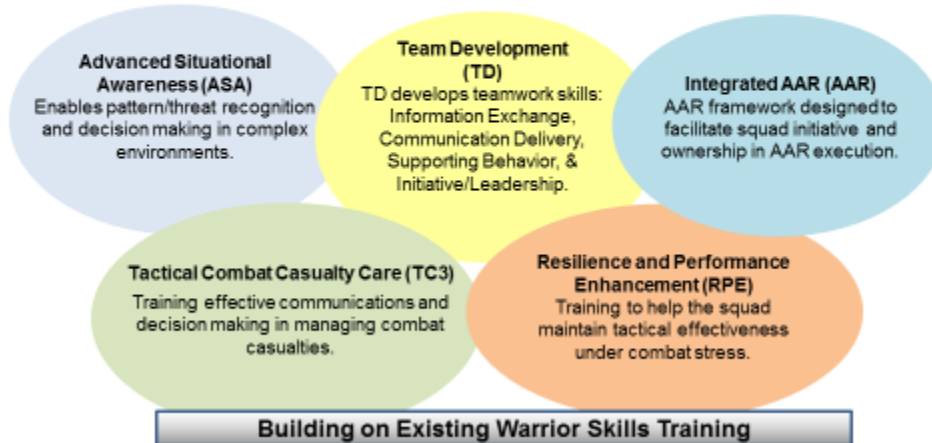 Advanced Situational
Awareness (ASA)
Enables pattern/threat recognition
and decision making in complex
environments.
Team Development
(TD)
TD develops teamwork skills:
Information Exchange,
Communication Delivery,
Supporting Behavior, &
Initiative/Leadership.
Integrated AAR (AAR)
AAR framework designed to
facilitate squad initiative and
ownership in AAR execution.
Tactical Combat Casualty Care (TC3)
Training effective communications and
decision making in managing combat
casualties.
Resilience and Performance
Enhancement (RPE)
Training to help the squad
maintain tactical effectiveness
under combat stress.
Building on Existing Warrior Skills Training